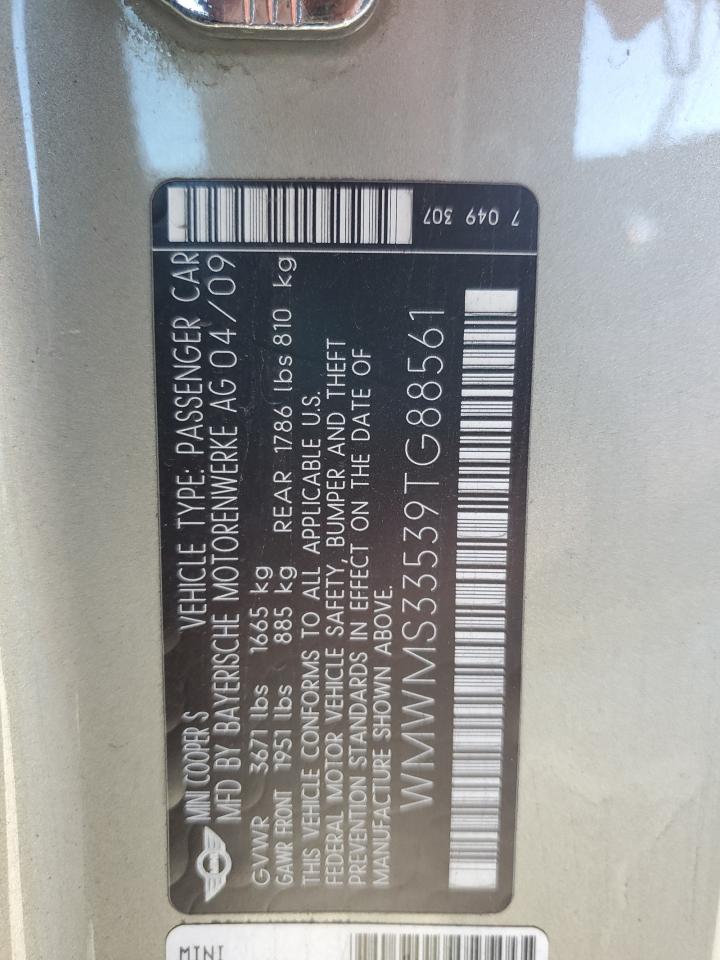 MINI COOPER S VEHICLE TYPE: PASSENGER CAR
MFD BY BAYERISCHE MOTORENWERKE AG 04/09
GVWR 3671 lbs 1665 kg
GAWR FRONT 1951 lbs 885 kg REAR 1786 lbs 810 kg
THIS VEHICLE CONFORMS TO ALL APPLICABLE U.S.
FEDERAL MOTOR VEHICLE SAFETY, BUMPER AND THEFT
PREVENTION STANDARDS IN EFFECT ON THE DATE OF
MANUFACTURE SHOWN ABOVE.
WMWMS33539TG88561
7 049 307
MINI